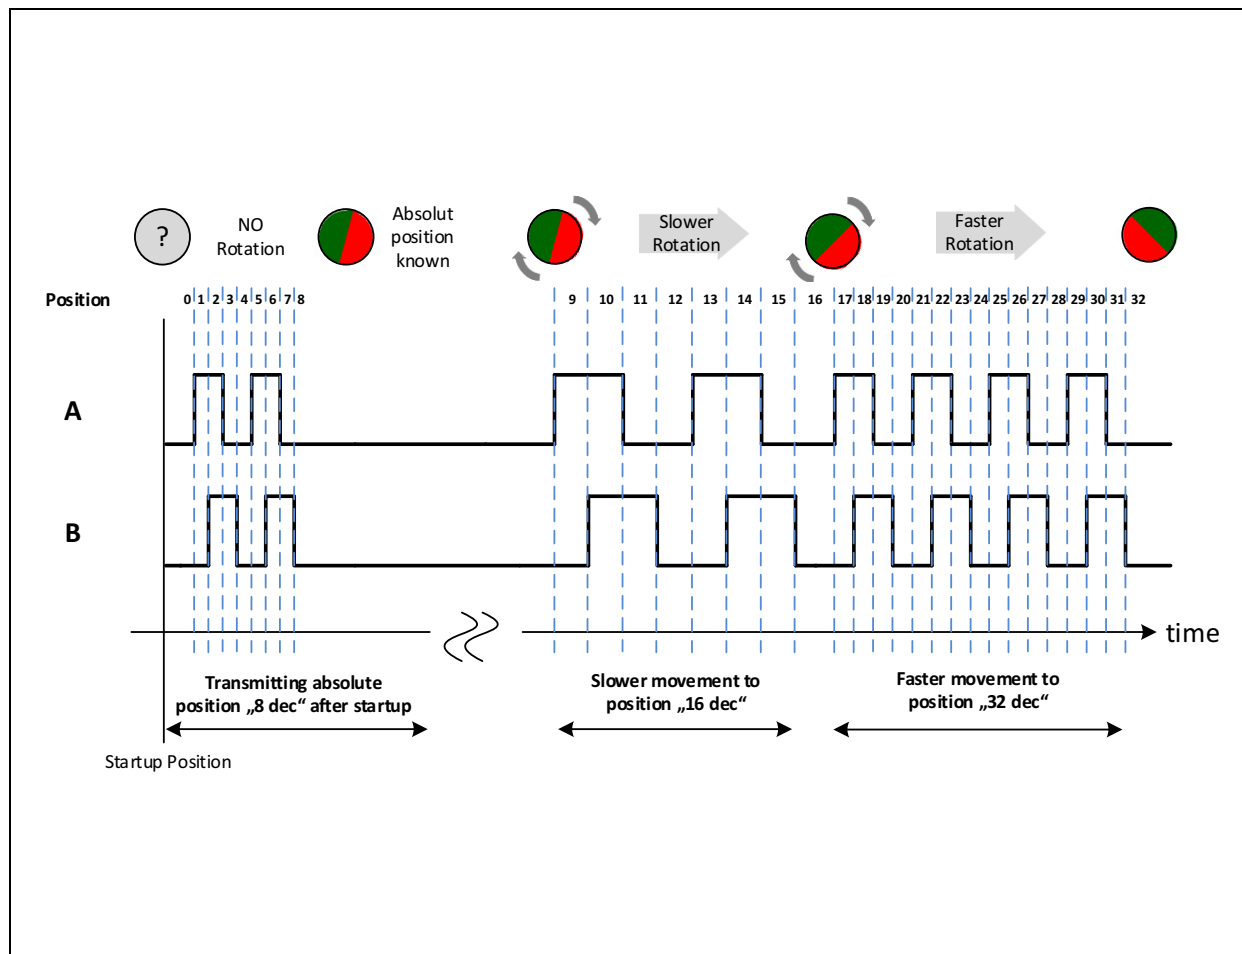 ?
NO
Rotation
Absolut
position
known
Slower
Rotation
Faster
Rotation
Position
0 1 2 3 4 5 6 7 8 9 10 11 12 13 14 15 16 17 18 19 20 21 22 23 24 25 26 27 28 29 30 31 32
A
B
time
Transmitting absolute
position „8 dec“ after startup
Slower movement to
position „16 dec“
Faster movement to
position „32 dec“
Startup Position